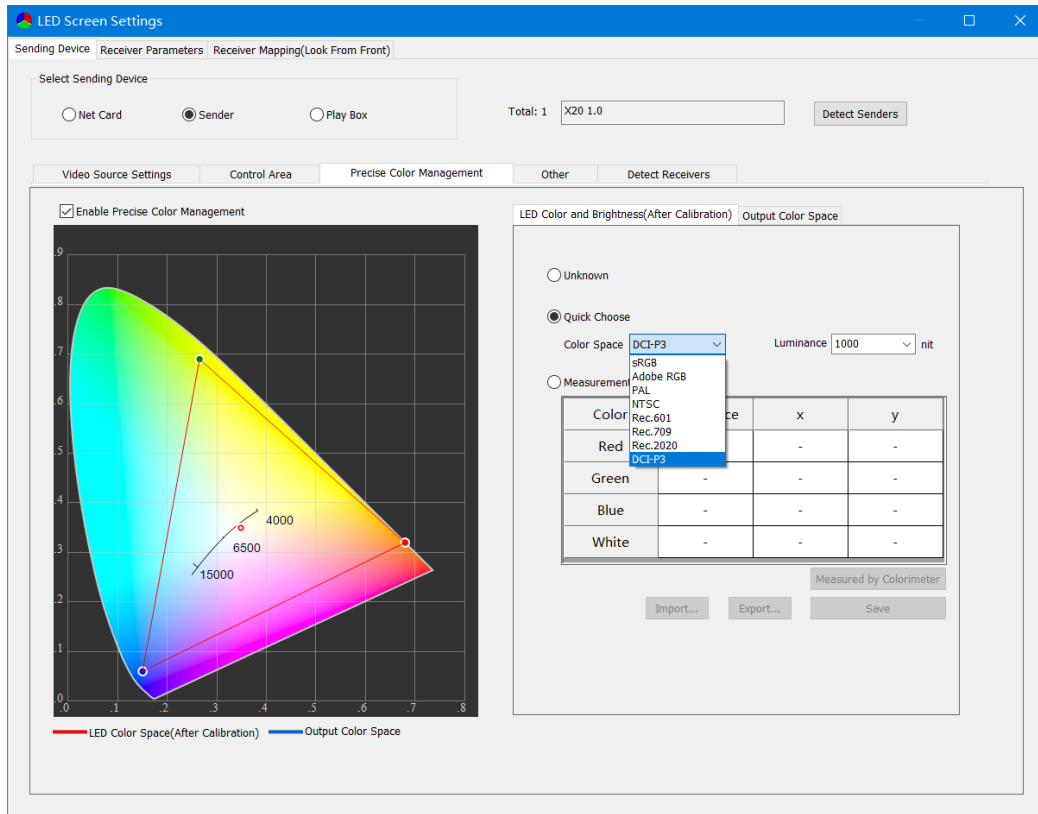 LED Screen Settings
Sending Device Receiver Parameters Receiver Mapping(Look From Front)
Select Sending Device
Net Card Sender Play Box
Total: 1 X20 1.0 Detect Senders
Video Source Settings Control Area Precise Color Management Other Detect Receivers
Enable Precise Color Management
LED Color and Brightness(After Calibration) Output Color Space
.9
.8
.7
.6
.5
.4
.3
.2
.1
.0
.0 .1 .2 .3 .4 .5 .6 .7 .8
4000
6500
15000
LED Color Space(After Calibration) Output Color Space
Unknown
Quick Choose
Color Space DCI-P3 Luminance 1000 nit
sRGB
Adobe RGB
PAL
NTSC
Rec.601
Rec.709
Rec.2020
DCI-P3
Measurement
Color x y
Red - -
Green - - -
Blue - - -
White - - -
Measured by Colorimeter
Import... Export... Save